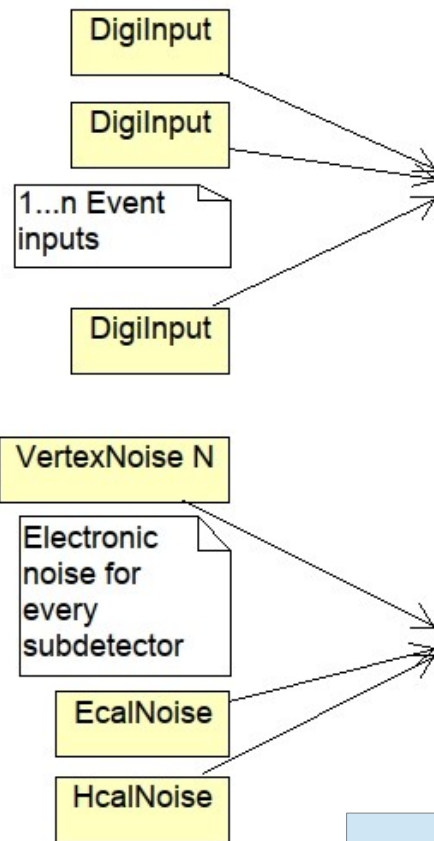 DigiInput
DigiInput
1...n Event
inputs
DigiInput
VertexNoise N
Electronic
noise for
every
subdetector
EcalNoise
HcalNoise